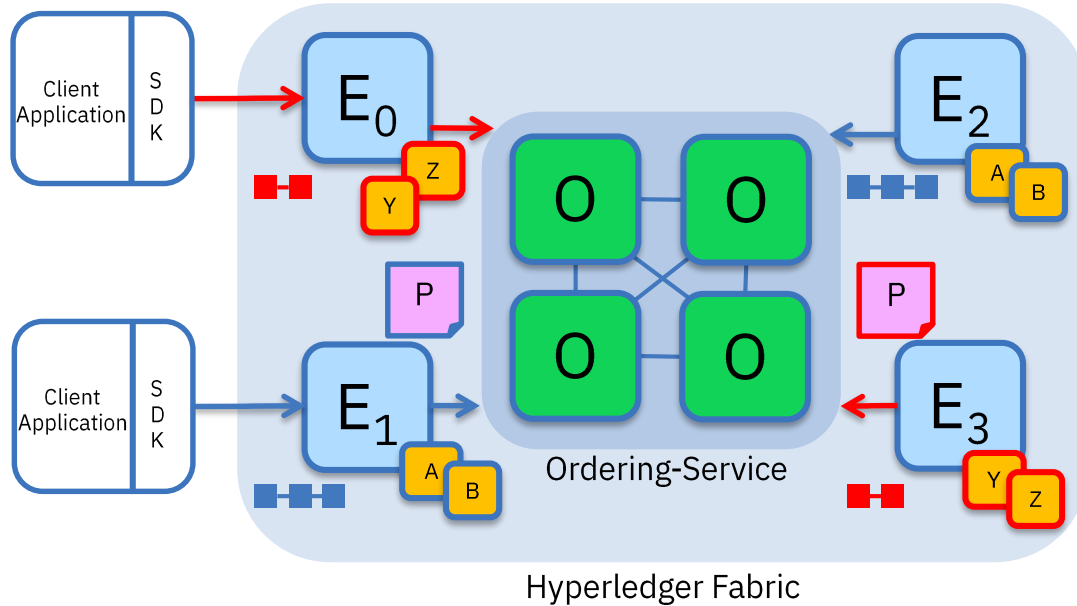 Client
Application
S
D
K
E0
Z
Y
E2
A
B
O
O
P
P
O
O
Client
Application
S
D
K
E1
A
B
E3
Y
Z
Ordering-Service
Hyperledger Fabric